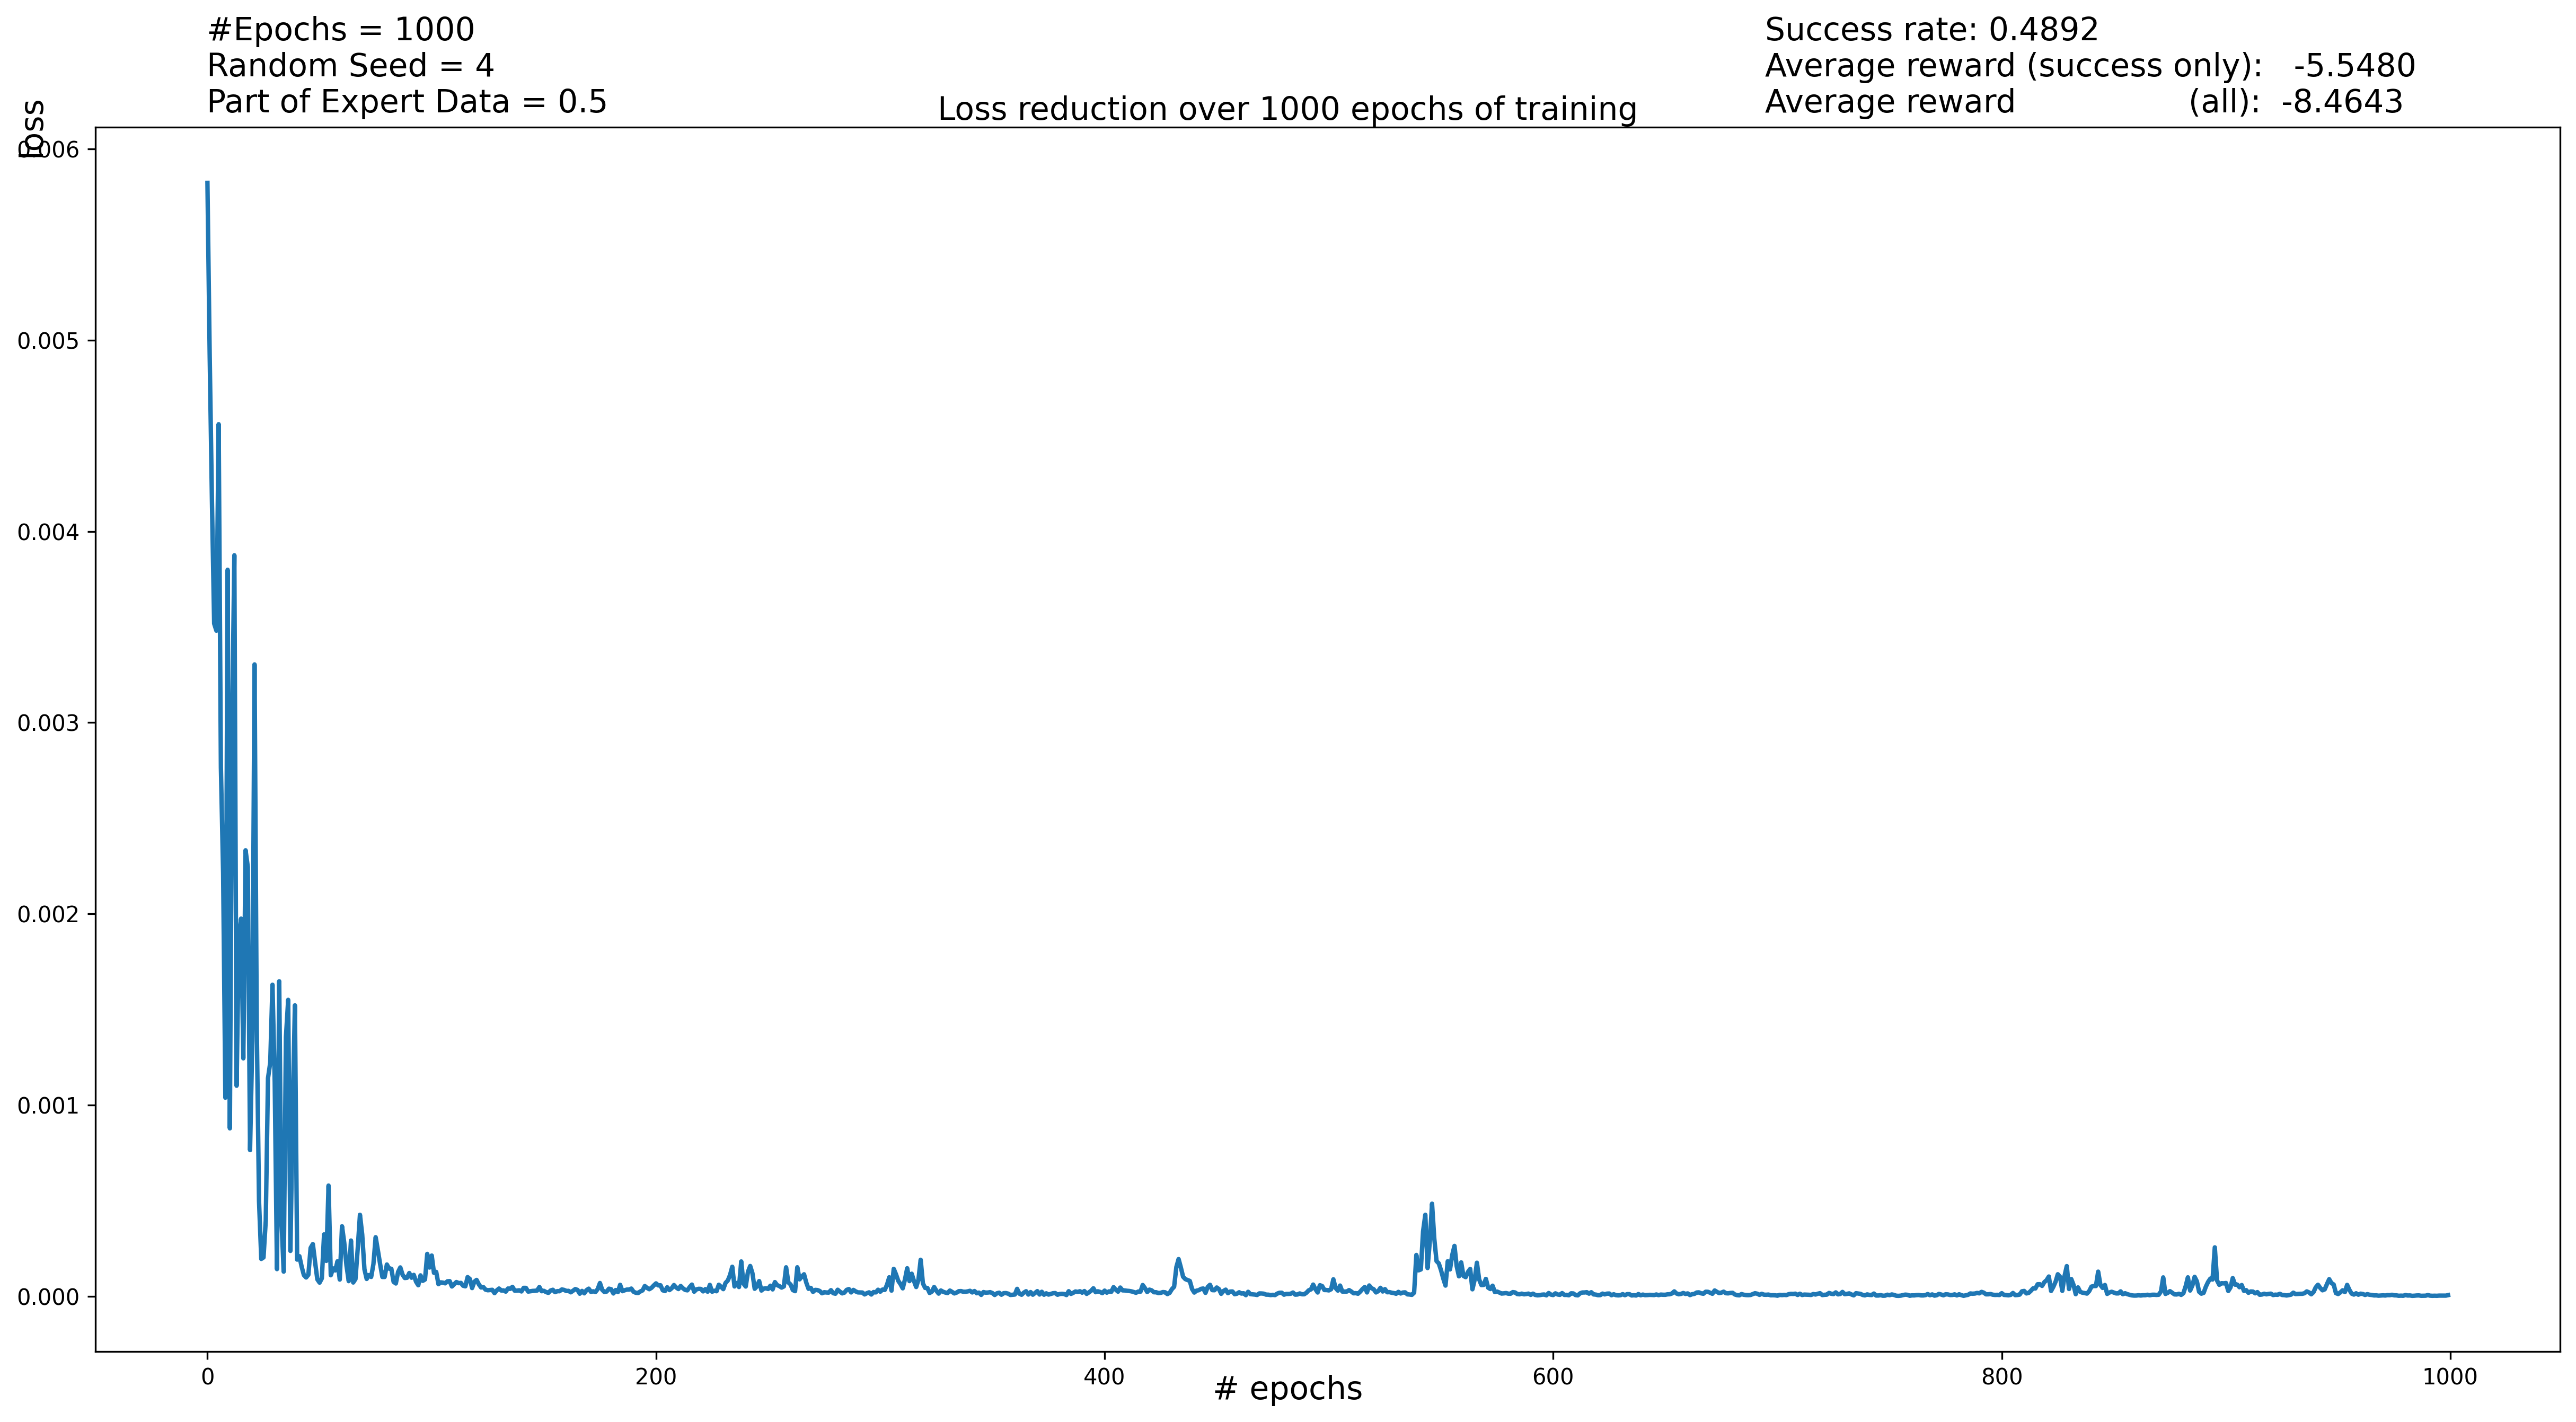 #Epochs = 1000
Random Seed = 4
Part of Expert Data = 0.5
Success rate: 0.4892
Average reward (success only): -5.5480
Average reward (all): -8.4643
Loss reduction over 1000 epochs of training
loss
0.006
0.005
0.004
0.003
0.002
0.001
0.000
0 200 400 600 800 1000
# epochs